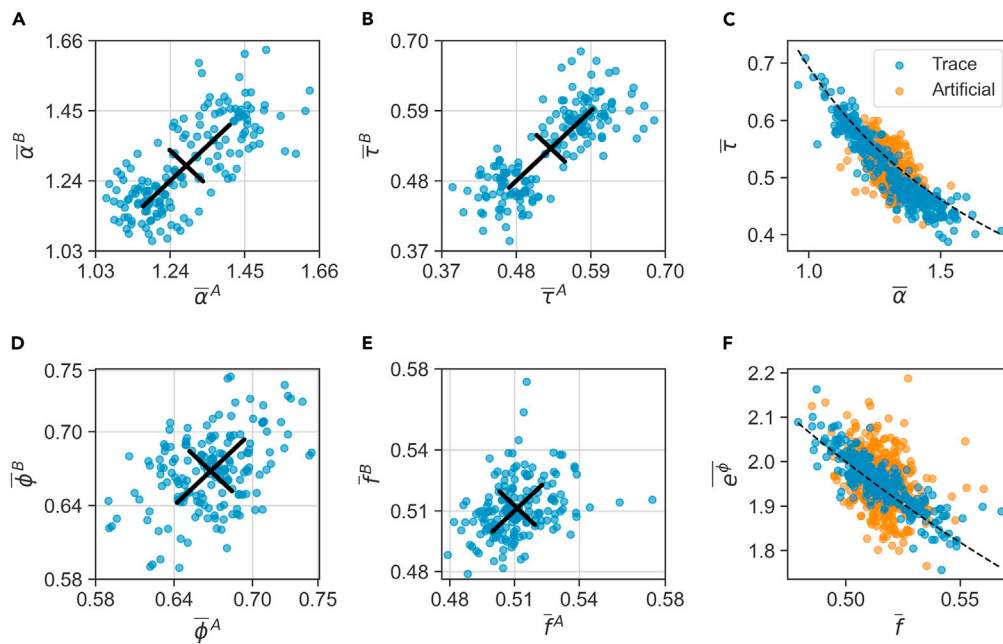 A
B
C
1.66
1.45
1.24
1.03
ᾱ^B
1.03 1.24 1.45 1.66
ᾱ^A
0.70
0.59
0.48
0.37
τ̄^B
0.37 0.48 0.59 0.70
τ̄^A
0.7
0.6
0.5
0.4
τ̄
Trace
Artificial
1.0 1.5
ᾱ
D
E
F
0.75
0.70
0.64
0.58
ϕ̄^B
0.58 0.64 0.70 0.75
ϕ̄^A
0.58
0.54
0.51
0.48
f̄^B
0.48 0.51 0.54 0.58
f̄^A
2.2
2.1
2.0
1.9
1.8
\overline{e^ϕ}
0.50 0.55
f̄